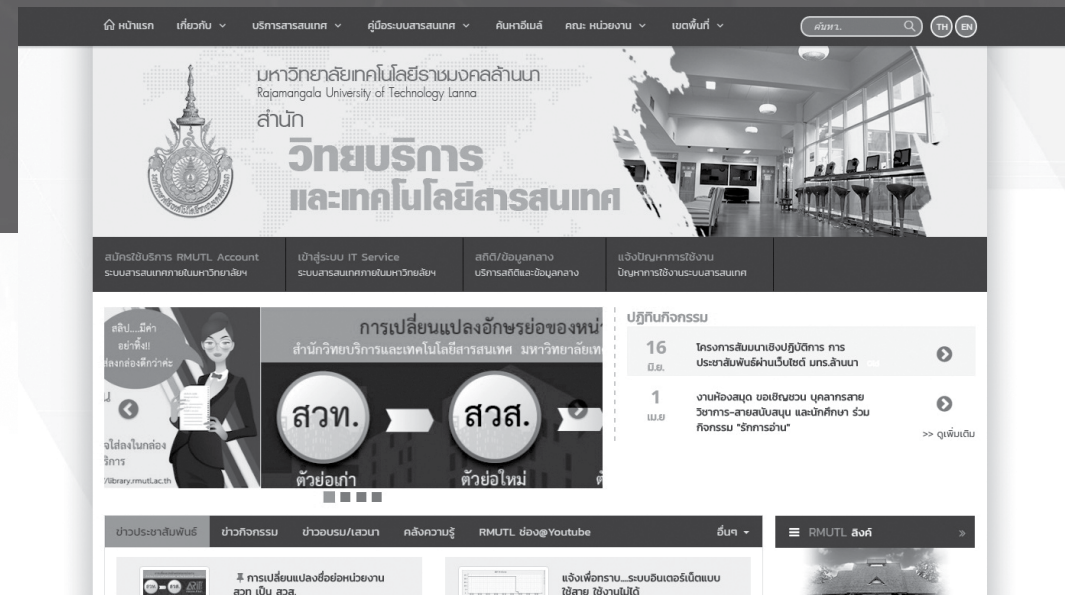 หน้าแรก เกี่ยวกับ บริการสารสนเทศ คู่มือระบบสารสนเทศ ค้นหาอีเมล์ คณะ หน่วยงาน เขตพื้นที่ ค้นหา.. TH EN
มหาวิทยาลัยเทคโนโลยีราชมงคลล้านนา
Rajamangala University of Technology Lanna
สำนัก
วิทยบริการ
และเทคโนโลยีสารสนเทศ
สมัครใช้บริการ RMUTL Account
ระบบสารสนเทศภายในมหาวิทยาลัยฯ
เข้าสู่ระบบ IT Service
ระบบสารสนเทศภายในมหาวิทยลัยฯ
สถิติ/ข้อมูลกลาง
บริการสถิติและข้อมูลกลาง
แจ้งปัญหาการใช้งาน
ปัญหาการใช้งานระบบสารสนเทศ
สลิป....มีค่า
อย่าทิ้ง!!
ส่งลงกล่องดีกว่าค่ะ
ใส่ลงในกล่อง
/library.rmutl.ac.th
การเปลี่ยนแปลงอักษรย่อของหน่
สำนักวิทยบริการและเทคโนโลยีสารสนเทศ มหาวิทยาลัยเท
สวท. สวส.
ตัวย่อเก่า ตัวย่อใหม่
ปฏิทินกิจกรรม
16
มิ.ย.
โครงการสัมมนาเชิงปฏิบัติการ การ
ประชาสัมพันธ์ผ่านเว็บไซต์ มทร.ล้านนา
1
เม.ย
งานห้องสมุด ขอเชิญชวน บุคลากรสาย
วิชาการ-สายสนับสนุน และนักศึกษา ร่วม
กิจกรรม "รักการอ่าน"
>> ดูเพิ่มเติม
ข่าวประชาสัมพันธ์ ข่าวกิจกรรม ข่าวอบรม/เสวนา คลังความรู้ RMUTL ช่อง@Youtube อื่นๆ
RMUTL ลิงค์ »
การเปลี่ยนแปลงชื่อย่อหน่วยงาน
สวท เป็น สวส.
แจ้งเพื่อทราบ...ระบบอินเตอร์เน็ตแบบ
ใช้สาย ใช้งานไม่ได้